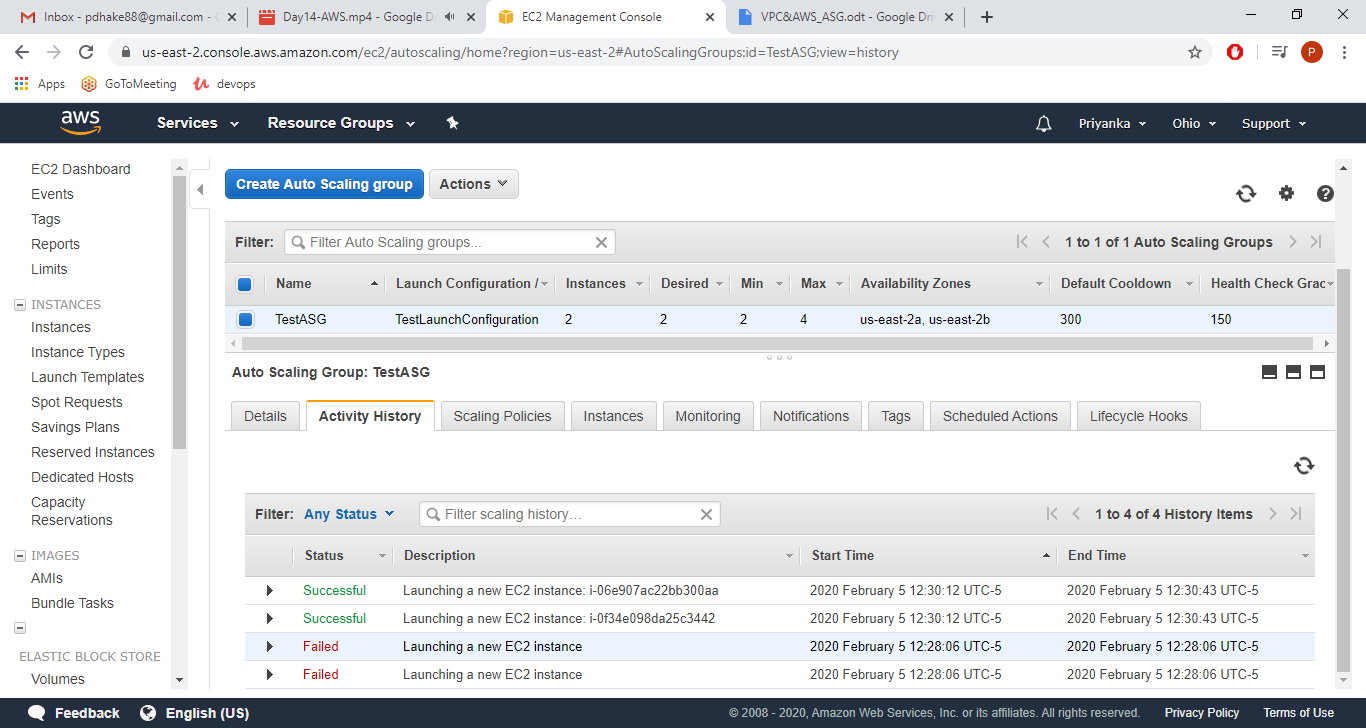 Inbox - pdhake88@gmail.com -
Day14-AWS.mp4 - Google Dr
EC2 Management Console
VPC&AWS_ASG.odt - Google Driv
us-east-2.console.aws.amazon.com/ec2/autoscaling/home?region=us-east-2#AutoScalingGroups:id=TestASG;view=history
P
Apps GoToMeeting devops
aws Services Resource Groups Priyanka Ohio Support
EC2 Dashboard
Events
Tags
Reports
Limits
INSTANCES
Instances
Instance Types
Launch Templates
Spot Requests
Savings Plans
Reserved Instances
Dedicated Hosts
Capacity
Reservations
IMAGES
AMIs
Bundle Tasks
ELASTIC BLOCK STORE
Volumes
Create Auto Scaling group Actions
Filter: Filter Auto Scaling groups... 1 to 1 of 1 Auto Scaling Groups
Name Launch Configuration / Instances Desired Min Max Availability Zones Default Cooldown Health Check Grac
TestASG TestLaunchConfiguration 2 2 2 4 us-east-2a, us-east-2b 300 150
Auto Scaling Group: TestASG
Details Activity History Scaling Policies Instances Monitoring Notifications Tags Scheduled Actions Lifecycle Hooks
Filter: Any Status Filter scaling history… 1 to 4 of 4 History Items
Status Description Start Time End Time
Successful Launching a new EC2 instance: i-06e907ac22bb300aa 2020 February 5 12:30:12 UTC-5 2020 February 5 12:30:43 UTC-5
Successful Launching a new EC2 instance: i-0f34e098da25c3442 2020 February 5 12:30:12 UTC-5 2020 February 5 12:30:43 UTC-5
Failed Launching a new EC2 instance 2020 February 5 12:28:06 UTC-5 2020 February 5 12:28:06 UTC-5
Failed Launching a new EC2 instance 2020 February 5 12:28:06 UTC-5 2020 February 5 12:28:06 UTC-5
Feedback English (US) © 2008 - 2020, Amazon Web Services, Inc. or its affiliates. All rights reserved. Privacy Policy Terms of Use